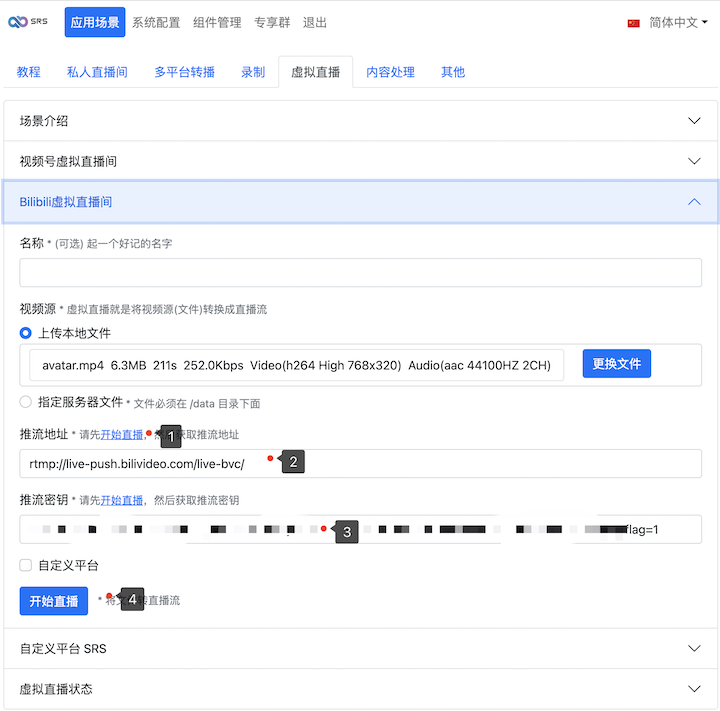 SRS 应用场景 系统配置 组件管理 专享群 退出 简体中文
教程 私人直播间 多平台转播 录制 虚拟直播 内容处理 其他
场景介绍
视频号虚拟直播间
Bilibili虚拟直播间
名称 * (可选) 起一个好记的名字
视频源 * 虚拟直播就是将视频源(文件)转换成直播流
上传本地文件
avatar.mp4 6.3MB 211s 252.0Kbps Video(h264 High 768x320) Audio(aac 44100HZ 2CH) 更换文件
指定服务器文件 * 文件必须在 /data 目录下面
推流地址 * 请先开始直播, 1 获取推流地址
rtmp://live-push.bilivideo.com/live-bvc/ 2
推流密钥 * 请先开始直播，然后获取推流密钥
3 flag=1
自定义平台
开始直播 * 将文 4 转直播流
自定义平台 SRS
虚拟直播状态